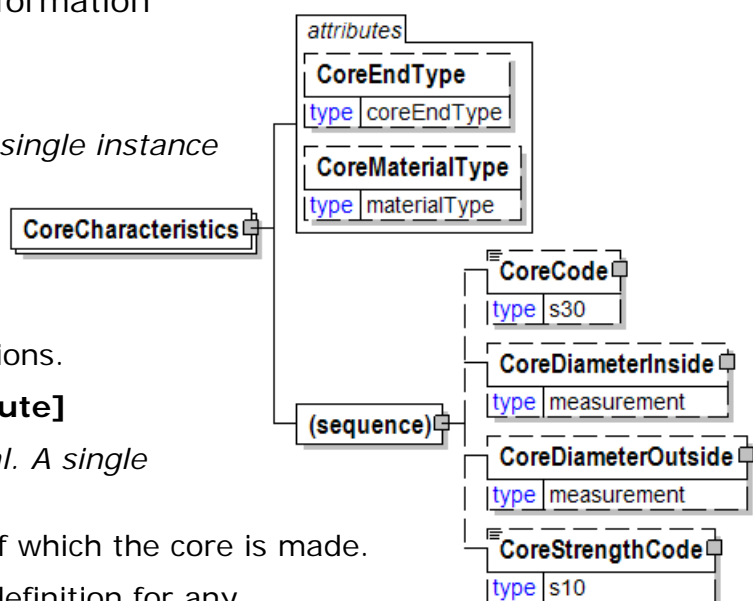 ormation
attributes
CoreEndType
type coreEndType
single instance
CoreMaterialType
type materialType
CoreCharacteristics
CoreCode
type s30
ions.
CoreDiameterInside
type measurement
ute]
(sequence)
l. A single
CoreDiameterOutside
type measurement
f which the core is made.
CoreStrengthCode
type s10
definition for any